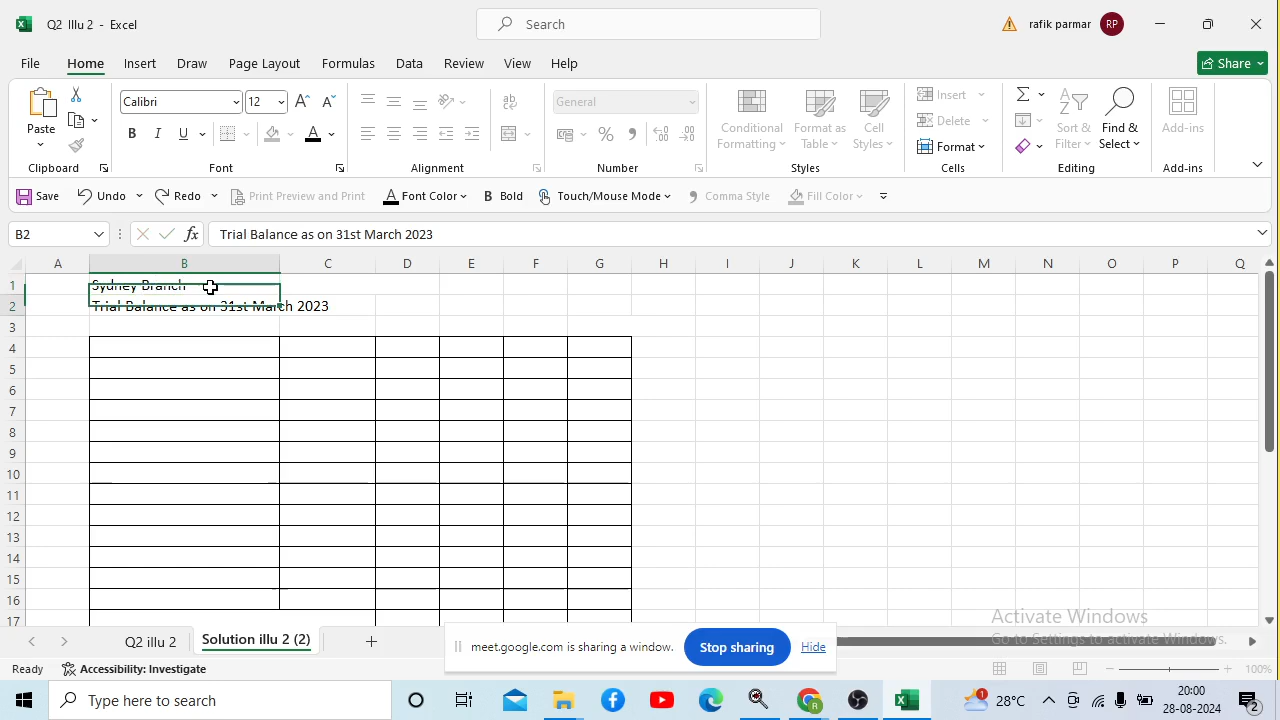 Q2 Illu 2 - Excel
Search
rafik parmar
RP
File Home Insert Draw Page Layout Formulas Data Review View Help
Share
Calibri 12
General
Paste
Conditional Formatting
Format as Table
Cell Styles
Insert
Delete
Format
Sort & Filter
Find & Select
Add-ins
Clipboard Font Alignment Number Styles Cells Editing Add-ins
Save Undo Redo Print Preview and Print Font Color B Bold Touch/Mouse Mode Comma Style Fill Color
B2 fx Trial Balance as on 31st March 2023
A B C D E F G H I J K L M N O P Q
1 Sydney Branch
2 Trial Balance as on 31st March 2023
3
4
5
6
7
8
9
10
11
12
13
14
15
16
17
Activate Windows
Go to Settings to activate Windows.
Q2 illu 2 Solution illu 2 (2)
meet.google.com is sharing a window. Stop sharing Hide
Ready Accessibility: Investigate 100%
Type here to search
1 28°C
20:00
28-08-2024
2